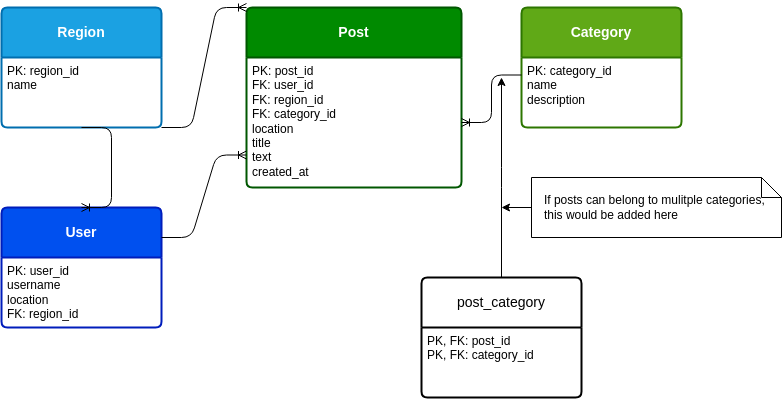 Region
PK: region_id
name
Post
PK: post_id
FK: user_id
FK: region_id
FK: category_id
location
title
text
created_at
Category
PK: category_id
name
description
If posts can belong to mulitple categories,
this would be added here
User
PK: user_id
username
location
FK: region_id
post_category
PK, FK: post_id
PK, FK: category_id